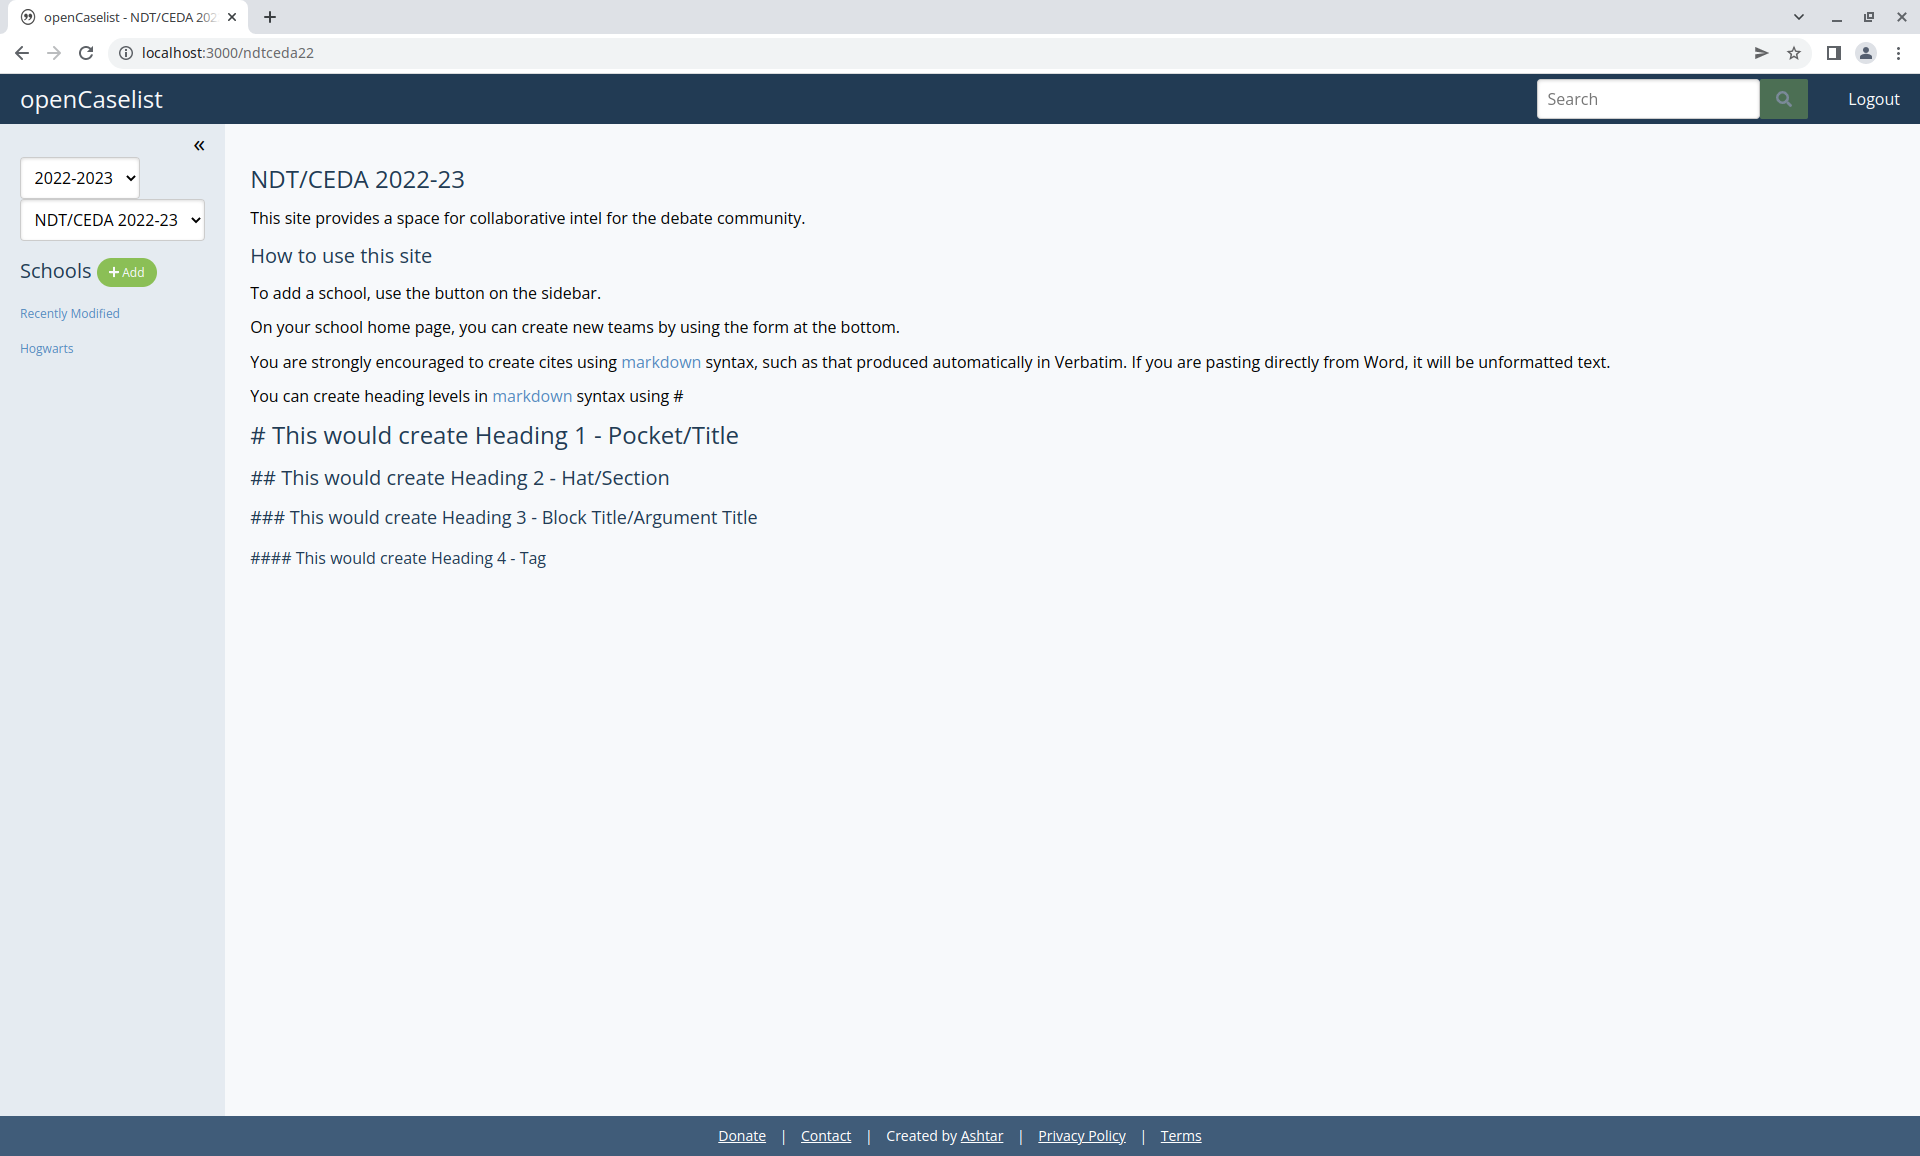 openCaselist - NDT/CEDA 202
localhost:3000/ndtceda22
openCaselist
Search
Logout
«
2022-2023
NDT/CEDA 2022-23
Schools + Add
Recently Modified
Hogwarts
NDT/CEDA 2022-23
This site provides a space for collaborative intel for the debate community.
How to use this site
To add a school, use the button on the sidebar.
On your school home page, you can create new teams by using the form at the bottom.
You are strongly encouraged to create cites using markdown syntax, such as that produced automatically in Verbatim. If you are pasting directly from Word, it will be unformatted text.
You can create heading levels in markdown syntax using #
# This would create Heading 1 - Pocket/Title
## This would create Heading 2 - Hat/Section
### This would create Heading 3 - Block Title/Argument Title
#### This would create Heading 4 - Tag
Donate | Contact | Created by Ashtar | Privacy Policy | Terms